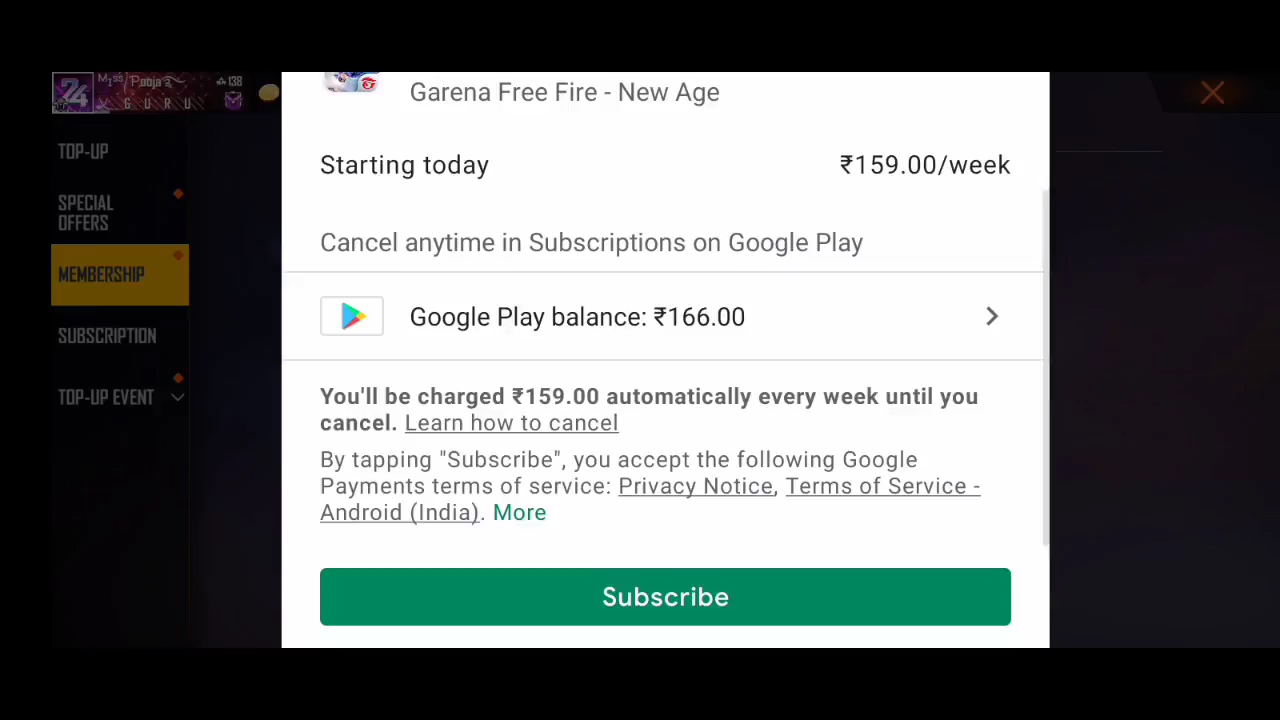 Garena Free Fire - New Age
138
G U R U
TOP-UP
SPECIAL
OFFERS
MEMBERSHIP
SUBSCRIPTION
TOP-UP EVENT
Starting today
₹159.00/week
Cancel anytime in Subscriptions on Google Play
Google Play balance: ₹166.00
You'll be charged ₹159.00 automatically every week until you
cancel. Learn how to cancel
By tapping "Subscribe", you accept the following Google
Payments terms of service: Privacy Notice, Terms of Service -
Android (India). More
Subscribe